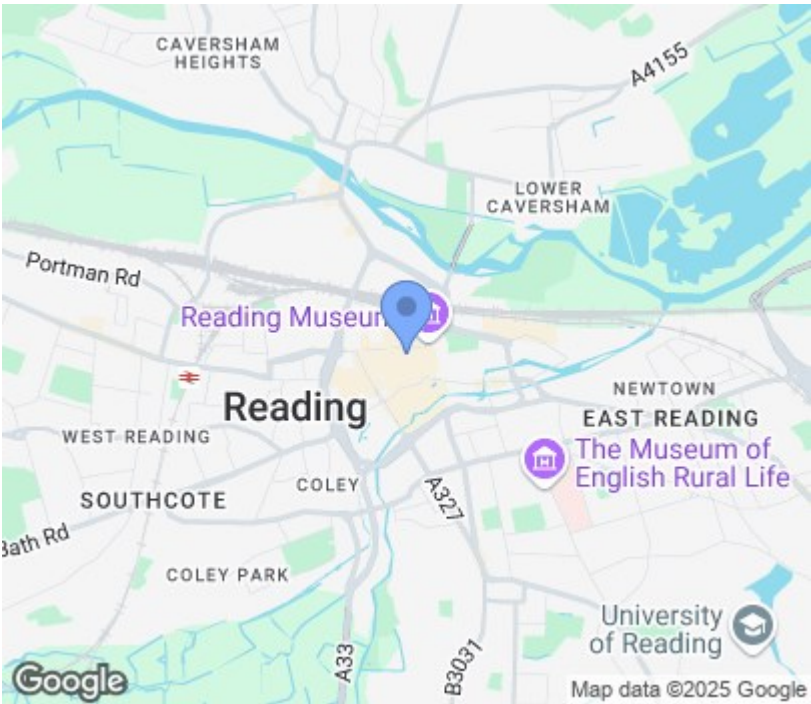 CAVERSHAM
HEIGHTS
A4155
LOWER
CAVERSHAM
Portman Rd
Reading Museum
Reading
NEWTOWN
EAST READING
WEST READING
The Museum of
English Rural Life
COLEY
SOUTHCOTE
A327
Bath Rd
COLEY PARK
University
of Reading
A33
B3031
Google
Map data ©2025 Google